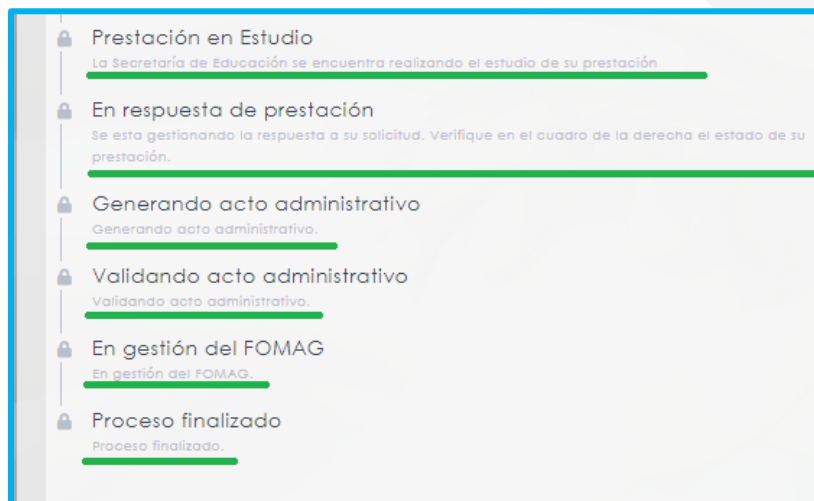 Prestación en Estudio
La Secretaría de Educación se encuentra realizando el estudio de su prestación
En respuesta de prestación
Se esta gestionando la respuesta a su solicitud. Verifique en el cuadro de la derecha el estado de su
prestación.
Generando acto administrativo
Generando acto administrativo.
Validando acto administrativo
Validando acto administrativo.
En gestión del FOMAG
En gestión del FOMAG.
Proceso finalizado
Proceso finalizado.